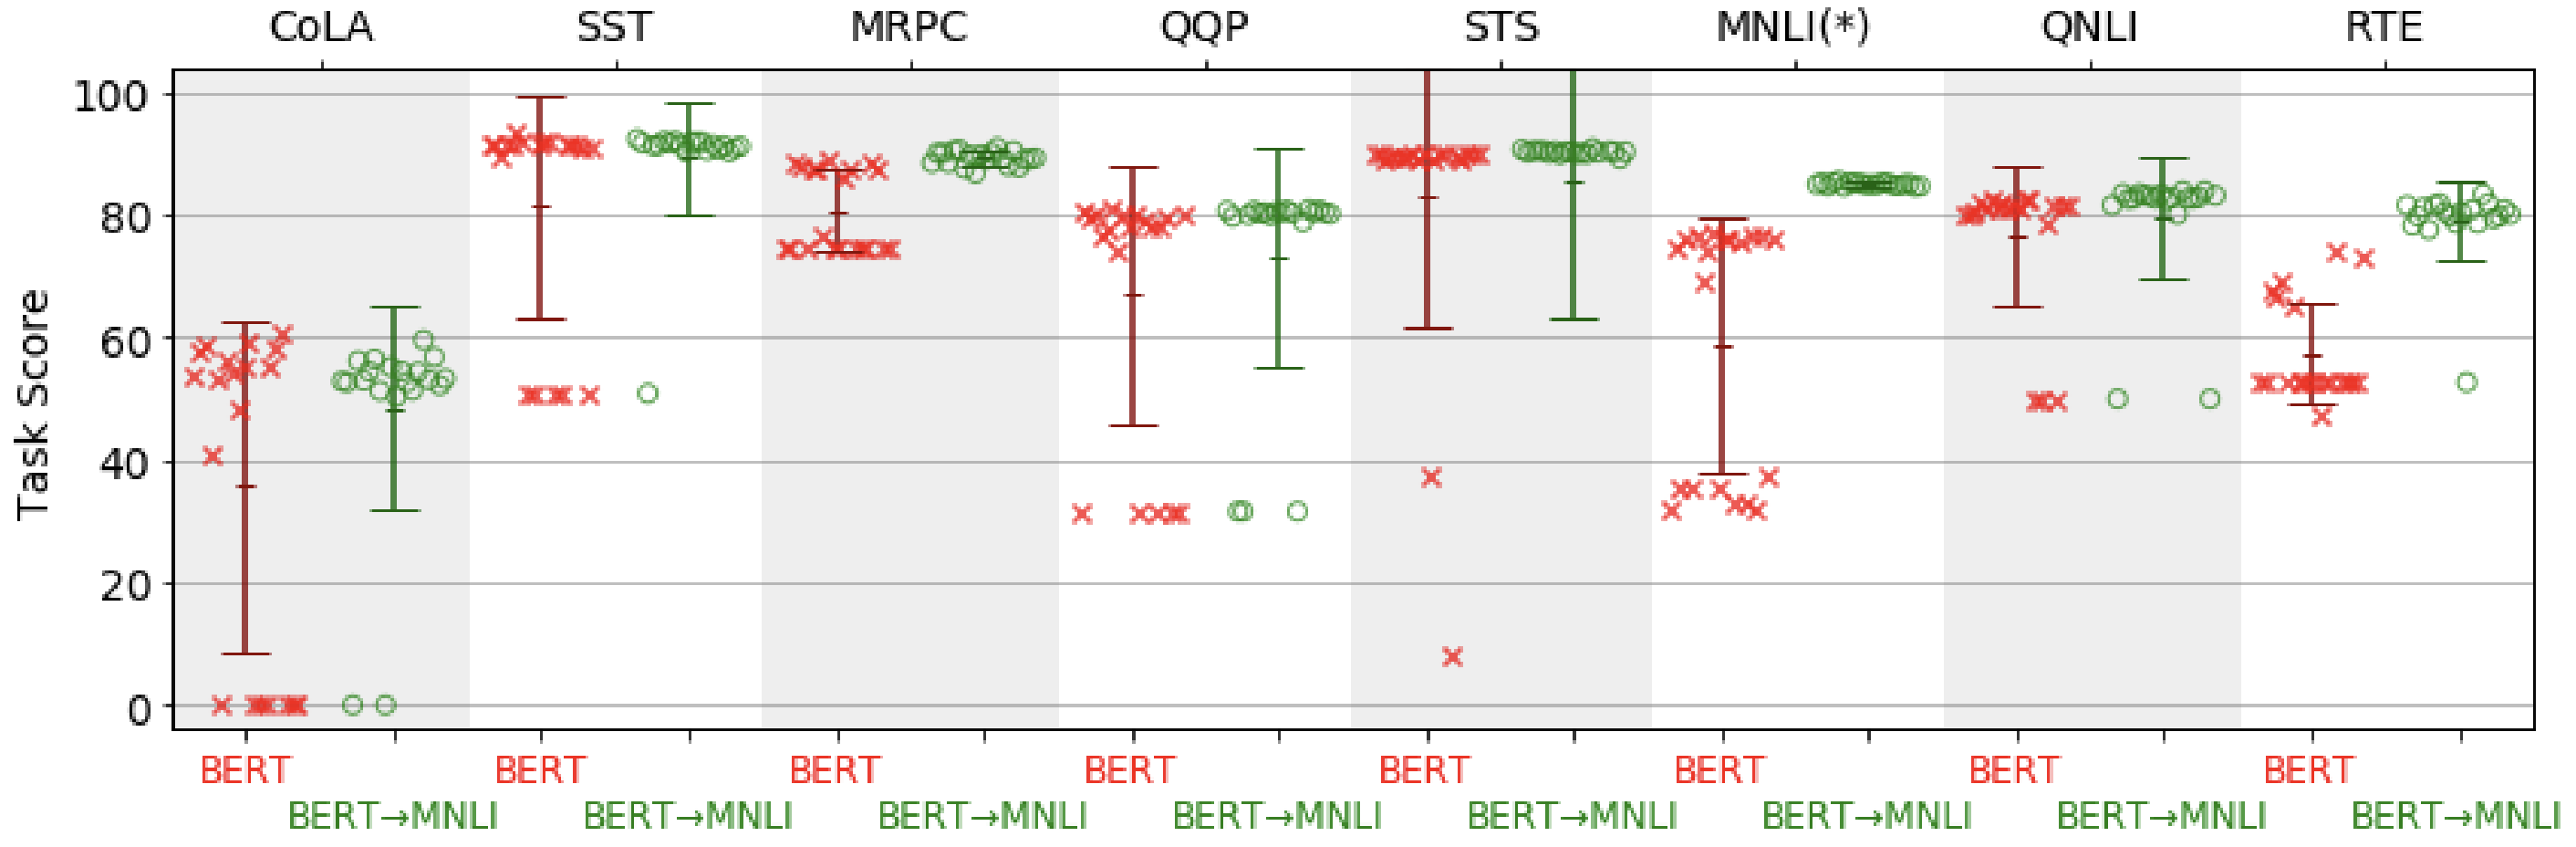 CoLA SST MRPC QQP STS MNLI(*) QNLI RTE
100
80
60
40
20
0
Task Score
BERT BERT BERT BERT BERT BERT BERT BERT
BERT→MNLI BERT→MNLI BERT→MNLI BERT→MNLI BERT→MNLI BERT→MNLI BERT→MNLI BERT→MNLI